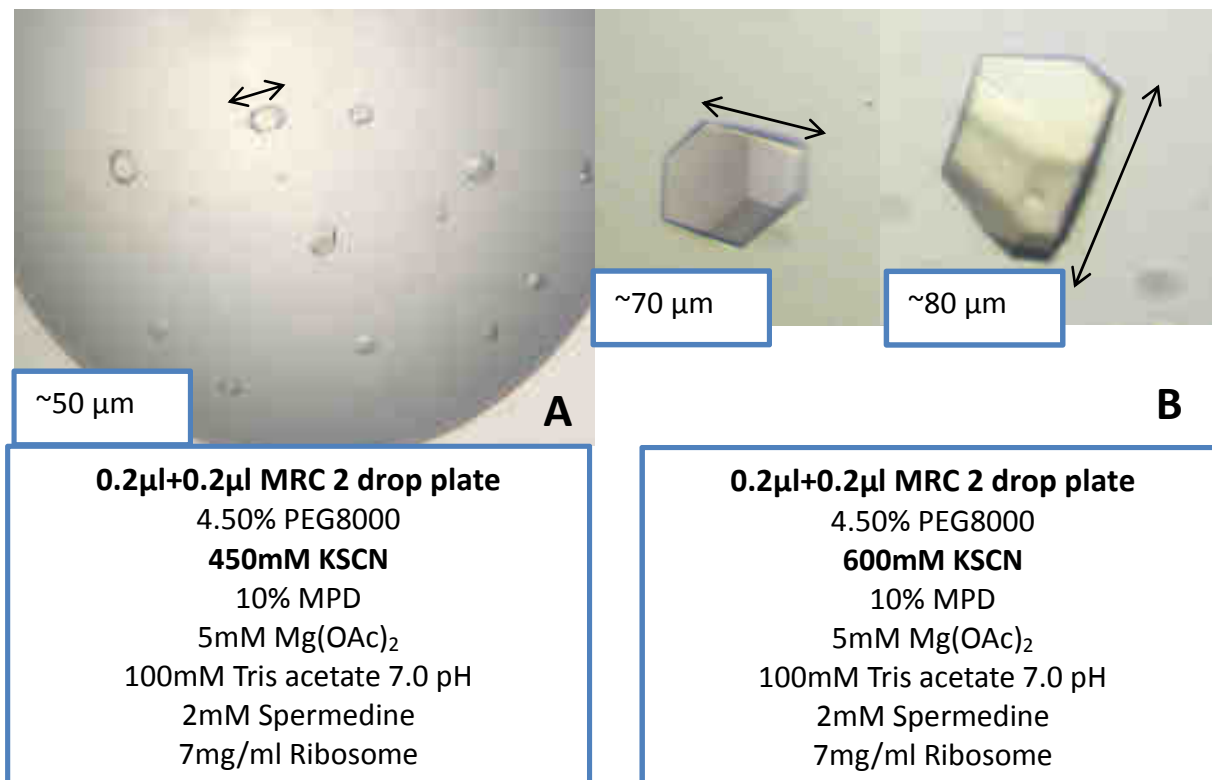 ~50 µm
A
~70 µm
~80 µm
B
0.2µl+0.2µl MRC 2 drop plate
4.50% PEG8000
450mM KSCN
10% MPD
5mM Mg(OAc)₂
100mM Tris acetate 7.0 pH
2mM Spermedine
7mg/ml Ribosome
0.2µl+0.2µl MRC 2 drop plate
4.50% PEG8000
600mM KSCN
10% MPD
5mM Mg(OAc)₂
100mM Tris acetate 7.0 pH
2mM Spermedine
7mg/ml Ribosome